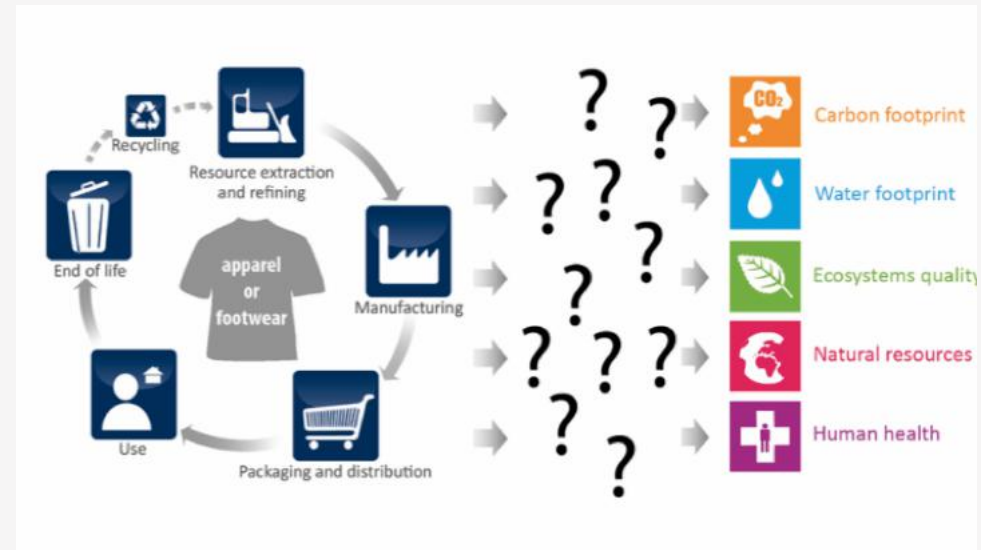 Recycling
Resource extraction
and refining
End of life
apparel
or
footwear
Manufacturing
Use
Packaging and distribution
?
?
?
?
?
?
?
?
?
?
?
CO₂
Carbon footprint
Water footprint
Ecosystems quality
Natural resources
Human health